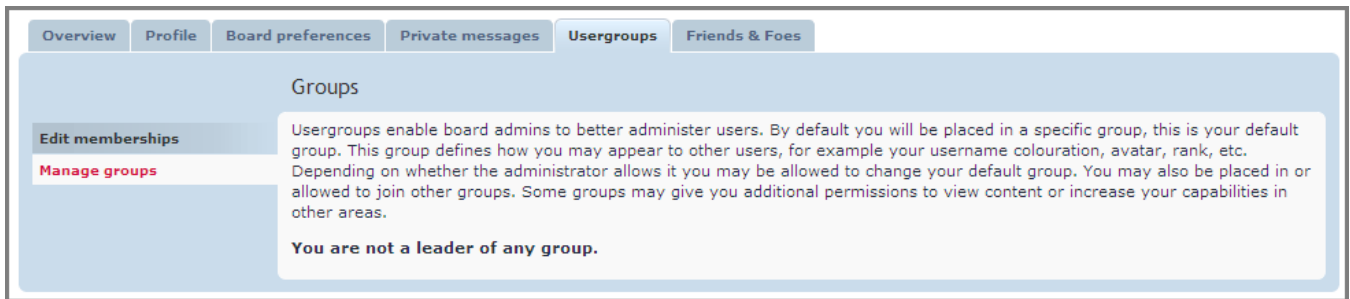 Overview Profile Board preferences Private messages Usergroups Friends & Foes
Groups
Edit memberships
Manage groups
Usergroups enable board admins to better administer users. By default you will be placed in a specific group, this is your default
group. This group defines how you may appear to other users, for example your username colouration, avatar, rank, etc.
Depending on whether the administrator allows it you may be allowed to change your default group. You may also be placed in or
allowed to join other groups. Some groups may give you additional permissions to view content or increase your capabilities in
other areas.
You are not a leader of any group.